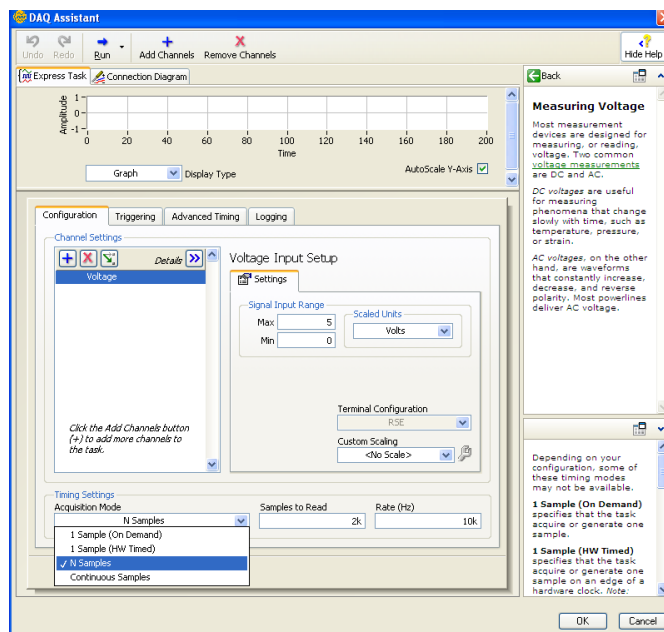 DAQ Assistant
Undo Redo Run Add Channels Remove Channels Hide Help
Express Task Connection Diagram
Amplitude
1
0
-1
0 20 40 60 80 100 120 140 160 180 200
Time
Graph Display Type AutoScale Y-Axis
Configuration Triggering Advanced Timing Logging
Channel Settings
Details
Voltage
Click the Add Channels button
(+) to add more channels to
the task.
Voltage Input Setup
Settings
Signal Input Range
Max 5
Min 0
Scaled Units
Volts
Terminal Configuration
RSE
Custom Scaling
<No Scale>
Timing Settings
Acquisition Mode Samples to Read Rate (Hz)
N Samples 2k 10k
1 Sample (On Demand)
1 Sample (HW Timed)
✓ N Samples
Continuous Samples
Back
Measuring Voltage
Most measurement
devices are designed for
measuring, or reading,
voltage. Two common
voltage measurements
are DC and AC.
DC voltages are useful
for measuring
phenomena that change
slowly with time, such as
temperature, pressure,
or strain.
AC voltages, on the other
hand, are waveforms
that constantly increase,
decrease, and reverse
polarity. Most powerlines
deliver AC voltage.
Depending on your
configuration, some of
these timing modes
may not be available.
1 Sample (On Demand)
specifies that the task
acquire or generate one
sample.
1 Sample (HW Timed)
specifies that the task
acquire or generate one
sample on an edge of a
hardware clock. Note:
OK Cancel